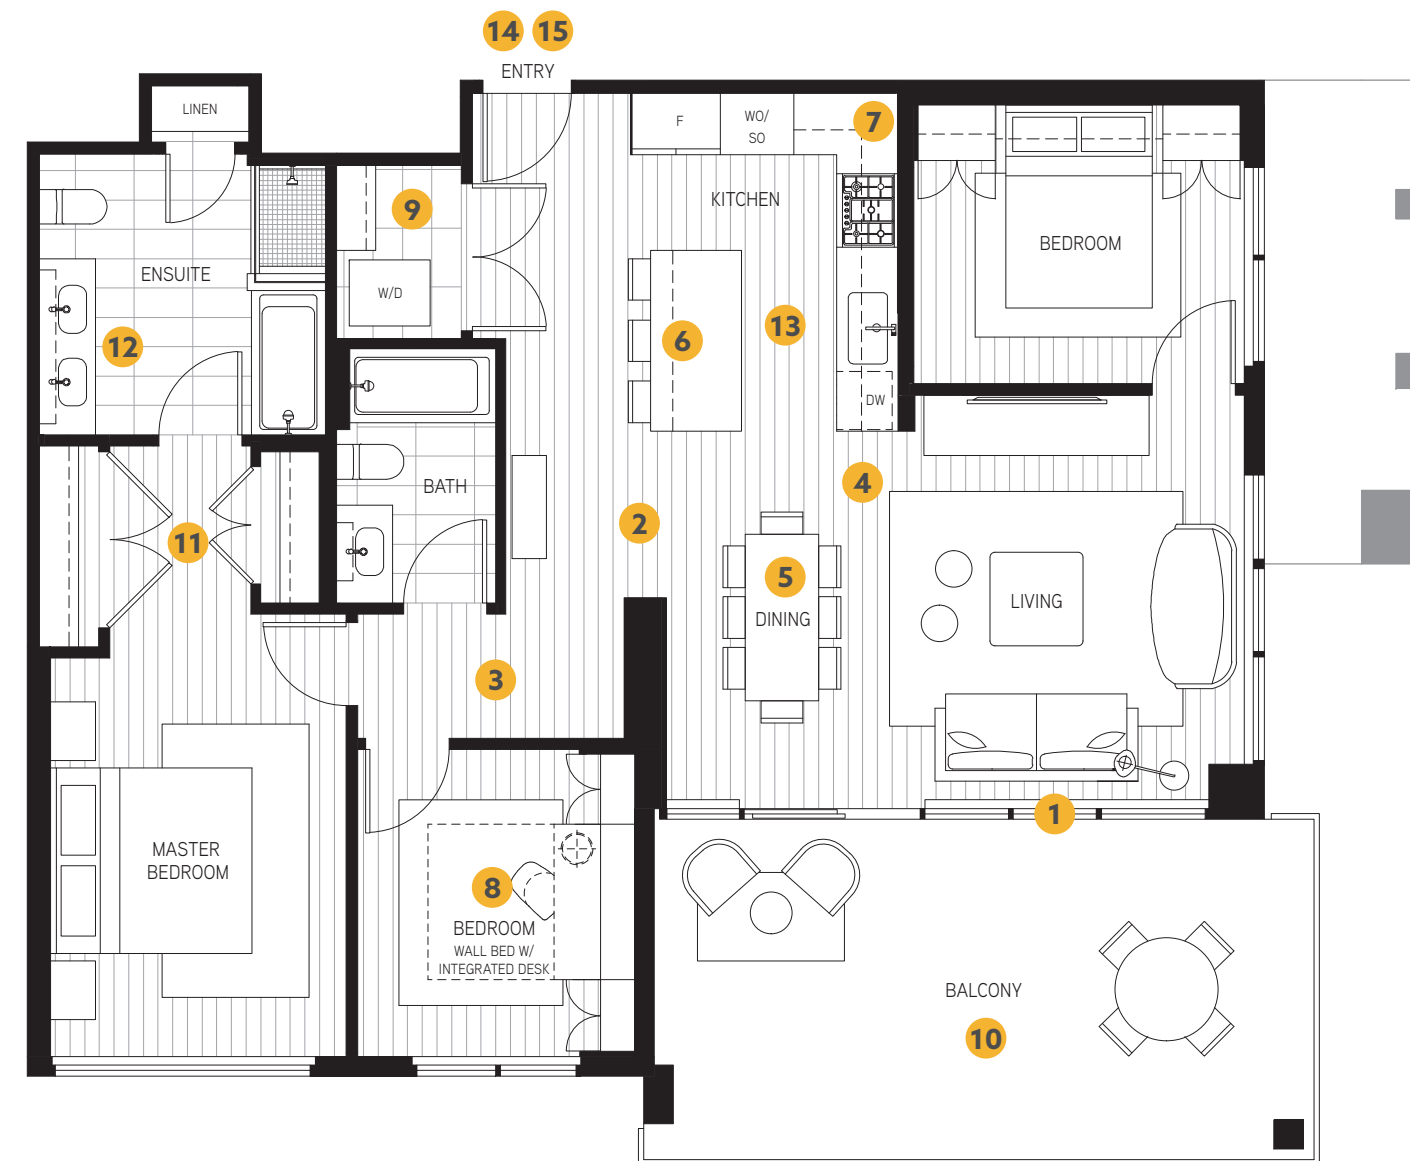 14 15
ENTRY
LINEN
F
WO/
SO
7
KITCHEN
9
BEDROOM
ENSUITE
W/D
13
6
12
DW
BATH
4
2
11
5
DINING
LIVING
3
1
MASTER
BEDROOM
8
BEDROOM
WALL BED W/
INTEGRATED DESK
BALCONY
10